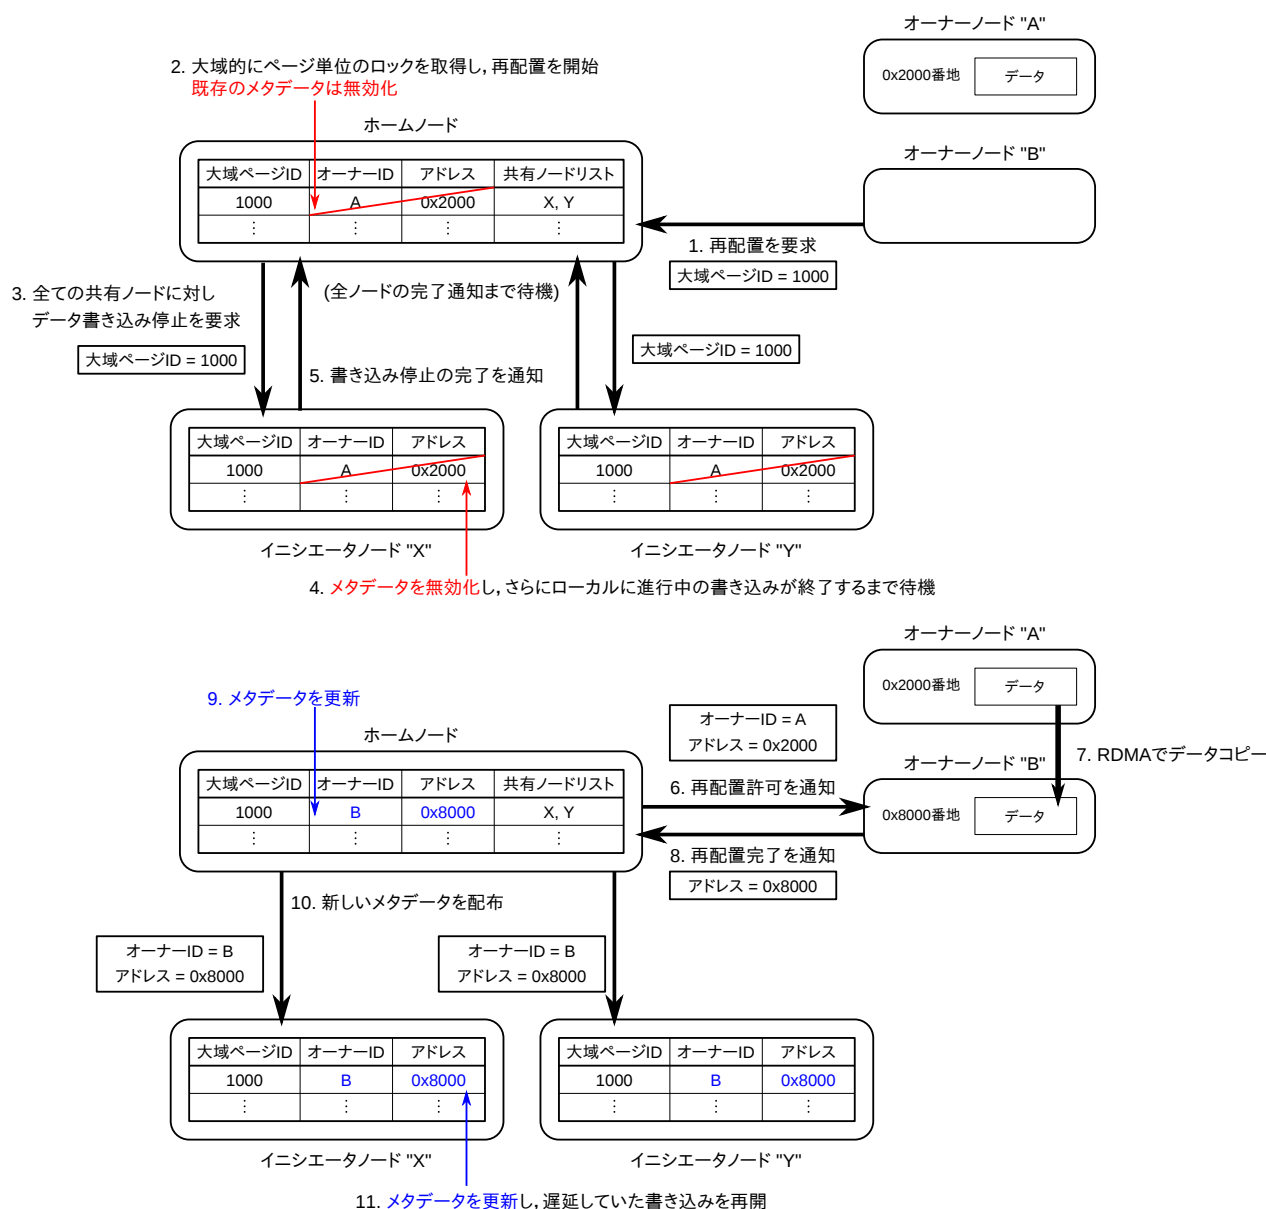 オーナーノード "A"
0x2000番地 データ
2. 大域的にページ単位のロックを取得し, 再配置を開始
既存のメタデータは無効化
ホームノード
大域ページID オーナーID アドレス 共有ノードリスト
1000 A 0x2000 X, Y
⋮ ⋮ ⋮ ⋮
オーナーノード "B"
1. 再配置を要求
大域ページID = 1000
3. 全ての共有ノードに対し
データ書き込み停止を要求
(全ノードの完了通知まで待機)
大域ページID = 1000
大域ページID = 1000
5. 書き込み停止の完了を通知
大域ページID オーナーID アドレス
1000 A 0x2000
⋮ ⋮ ⋮
イニシエータノード "X"
大域ページID オーナーID アドレス
1000 A 0x2000
⋮ ⋮ ⋮
イニシエータノード "Y"
4. メタデータを無効化し, さらにローカルに進行中の書き込みが終了するまで待機
オーナーノード "A"
0x2000番地 データ
9. メタデータを更新
ホームノード
大域ページID オーナーID アドレス 共有ノードリスト
1000 B 0x8000 X, Y
⋮ ⋮ ⋮ ⋮
オーナーID = A
アドレス = 0x2000
6. 再配置許可を通知
7. RDMAでデータコピー
オーナーノード "B"
0x8000番地 データ
8. 再配置完了を通知
アドレス = 0x8000
10. 新しいメタデータを配布
オーナーID = B
アドレス = 0x8000
オーナーID = B
アドレス = 0x8000
大域ページID オーナーID アドレス
1000 B 0x8000
⋮ ⋮ ⋮
イニシエータノード "X"
大域ページID オーナーID アドレス
1000 B 0x8000
⋮ ⋮ ⋮
イニシエータノード "Y"
11. メタデータを更新し, 遅延していた書き込みを再開